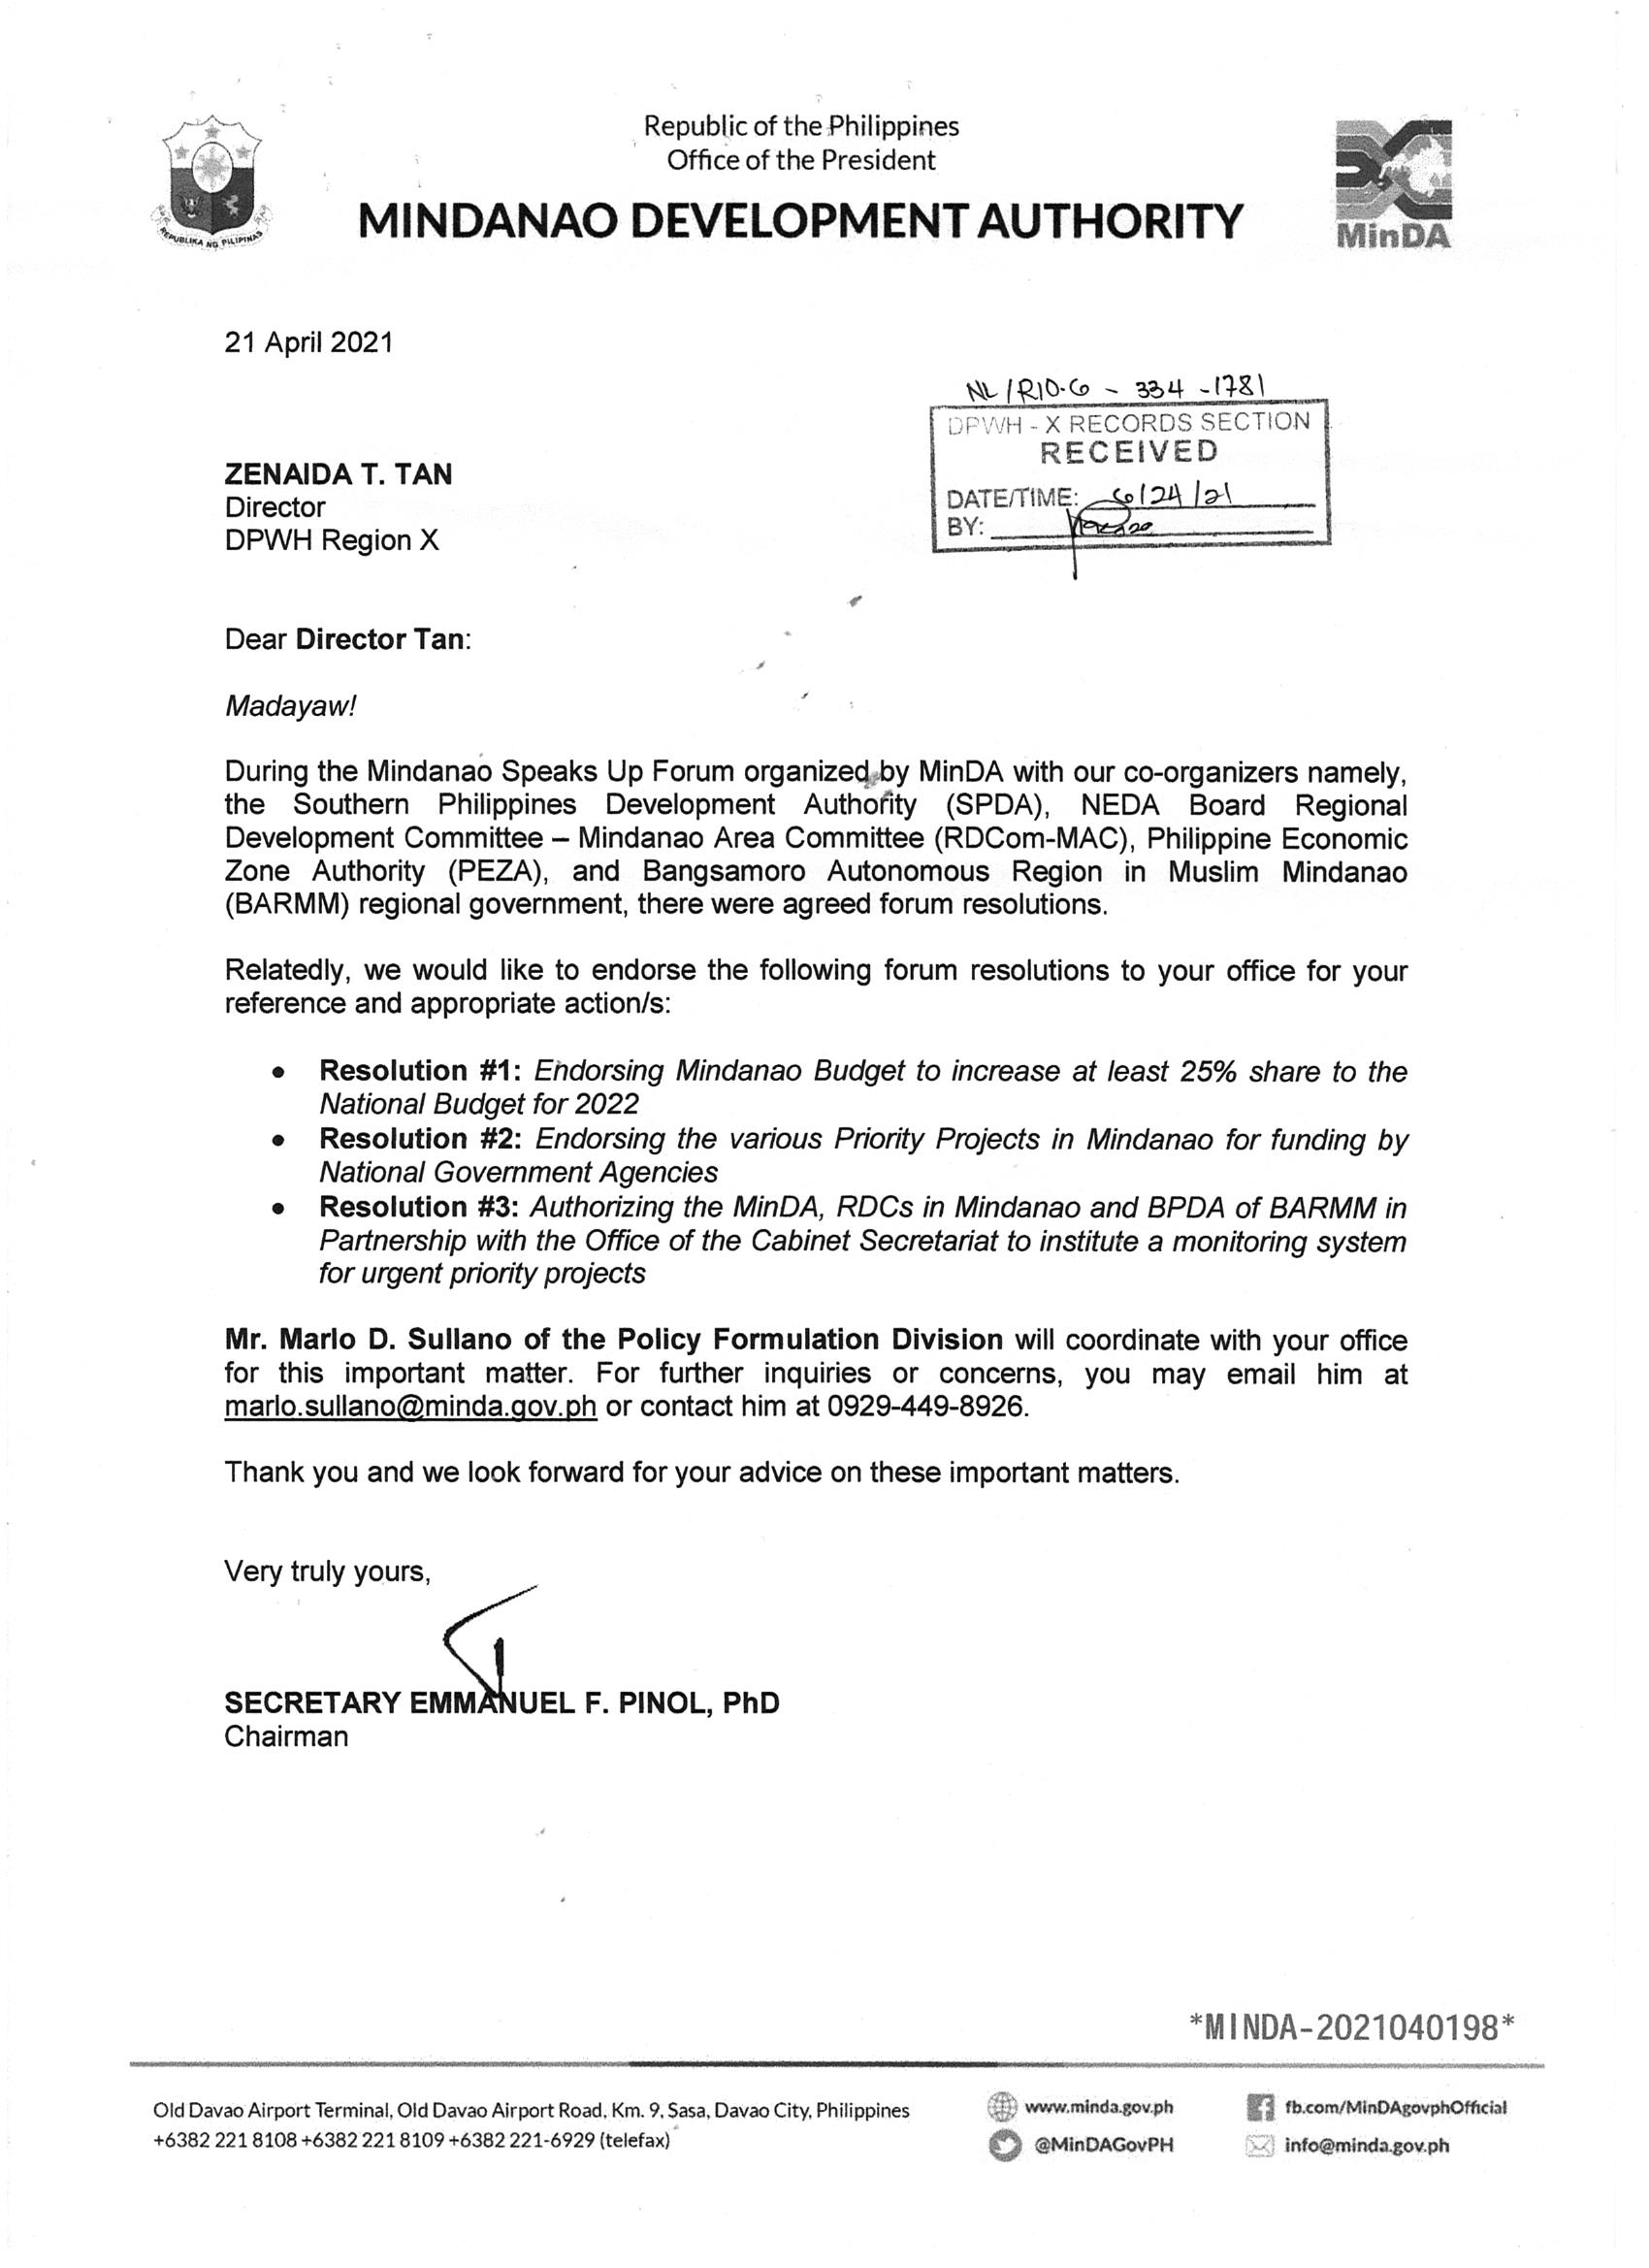 Republic of the Philippines
Office of the President
MINDANAO DEVELOPMENT AUTHORITY
REPUBLIKA NG PILIPINAS
MinDA
21 April 2021
NL/R10.6 - 334 -1781
DPWH - X RECORDS SECTION
RECEIVED
DATE/TIME: 6/24/21
BY:
ZENAIDA T. TAN
Director
DPWH Region X
Dear Director Tan:
Madayaw!
During the Mindanao Speaks Up Forum organized by MinDA with our co-organizers namely,
the Southern Philippines Development Authority (SPDA), NEDA Board Regional
Development Committee – Mindanao Area Committee (RDCom-MAC), Philippine Economic
Zone Authority (PEZA), and Bangsamoro Autonomous Region in Muslim Mindanao
(BARMM) regional government, there were agreed forum resolutions.
Relatedly, we would like to endorse the following forum resolutions to your office for your
reference and appropriate action/s:
• Resolution #1: Endorsing Mindanao Budget to increase at least 25% share to the
National Budget for 2022
• Resolution #2: Endorsing the various Priority Projects in Mindanao for funding by
National Government Agencies
• Resolution #3: Authorizing the MinDA, RDCs in Mindanao and BPDA of BARMM in
Partnership with the Office of the Cabinet Secretariat to institute a monitoring system
for urgent priority projects
Mr. Marlo D. Sullano of the Policy Formulation Division will coordinate with your office
for this important matter. For further inquiries or concerns, you may email him at
marlo.sullano@minda.gov.ph or contact him at 0929-449-8926.
Thank you and we look forward for your advice on these important matters.
Very truly yours,
SECRETARY EMMANUEL F. PINOL, PhD
Chairman
*MINDA-2021040198*
Old Davao Airport Terminal, Old Davao Airport Road, Km. 9, Sasa, Davao City, Philippines
+6382 221 8108 +6382 221 8109 +6382 221-6929 (telefax)
www.minda.gov.ph
fb.com/MinDAgovphOfficial
@MinDAGovPH
info@minda.gov.ph